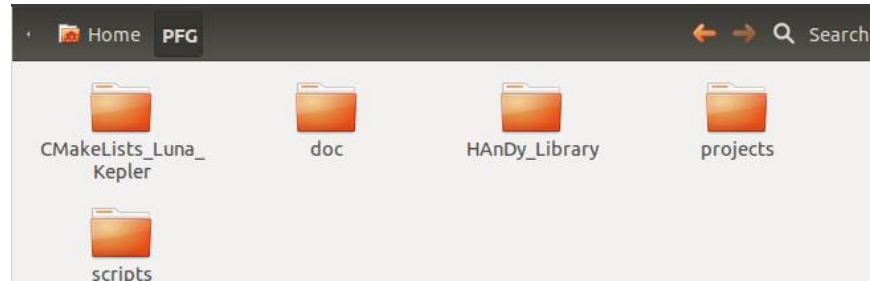 Home PFG Search
CMakeLists_Luna_
Kepler
doc
HAnDy_Library
projects
scripts